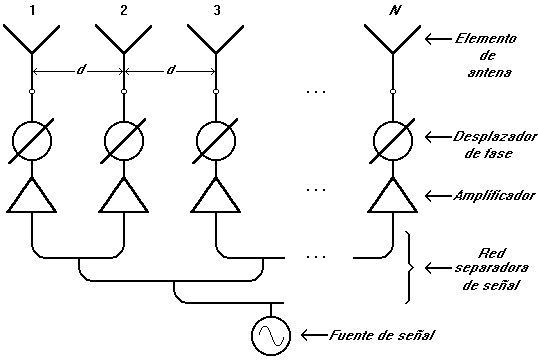 1 2 3 N
Elemento
de
antena
d d
. . .
Desplazador
de fase
. . .
Amplificador
. . .
Red
separadora
de señal
Fuente de señal